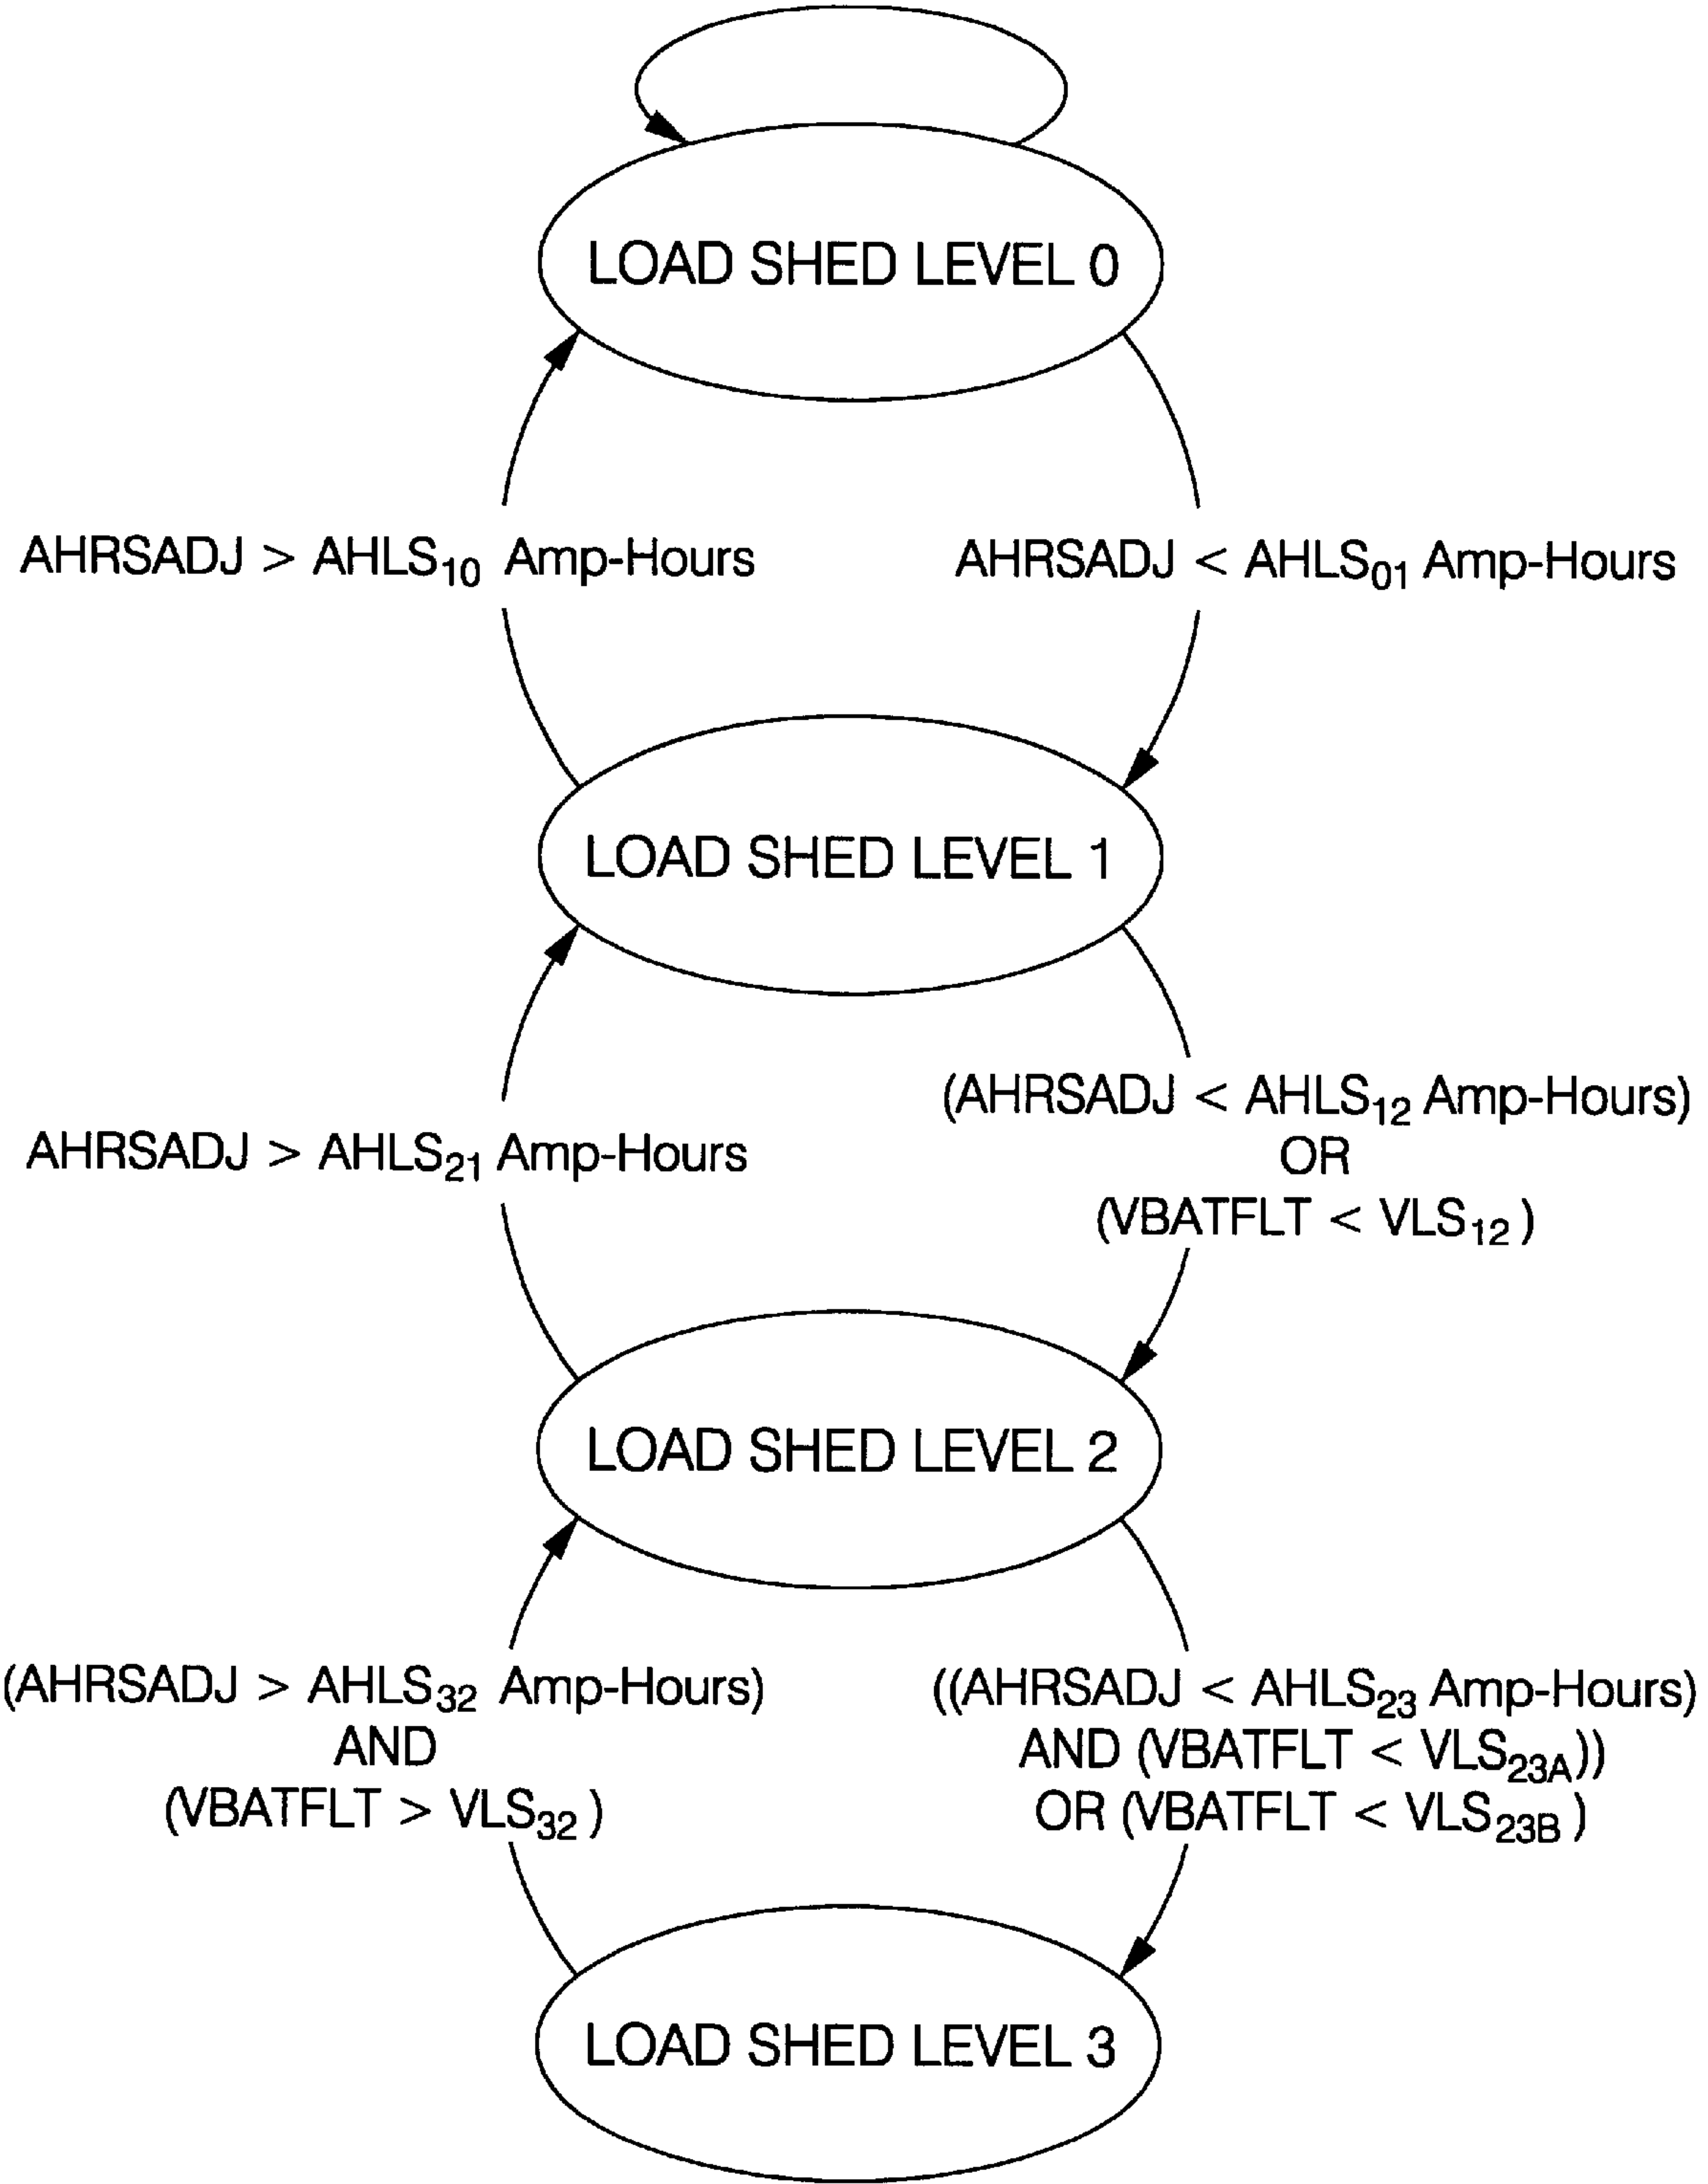 LOAD SHED LEVEL 0
AHRSADJ > AHLS10 Amp-Hours
AHRSADJ < AHLS01 Amp-Hours
LOAD SHED LEVEL 1
AHRSADJ > AHLS21 Amp-Hours
(AHRSADJ < AHLS12 Amp-Hours)
OR
(VBATFLT < VLS12)
LOAD SHED LEVEL 2
(AHRSADJ > AHLS32 Amp-Hours)
AND
(VBATFLT > VLS32)
((AHRSADJ < AHLS23 Amp-Hours)
AND (VBATFLT < VLS23A))
OR (VBATFLT < VLS23B)
LOAD SHED LEVEL 3